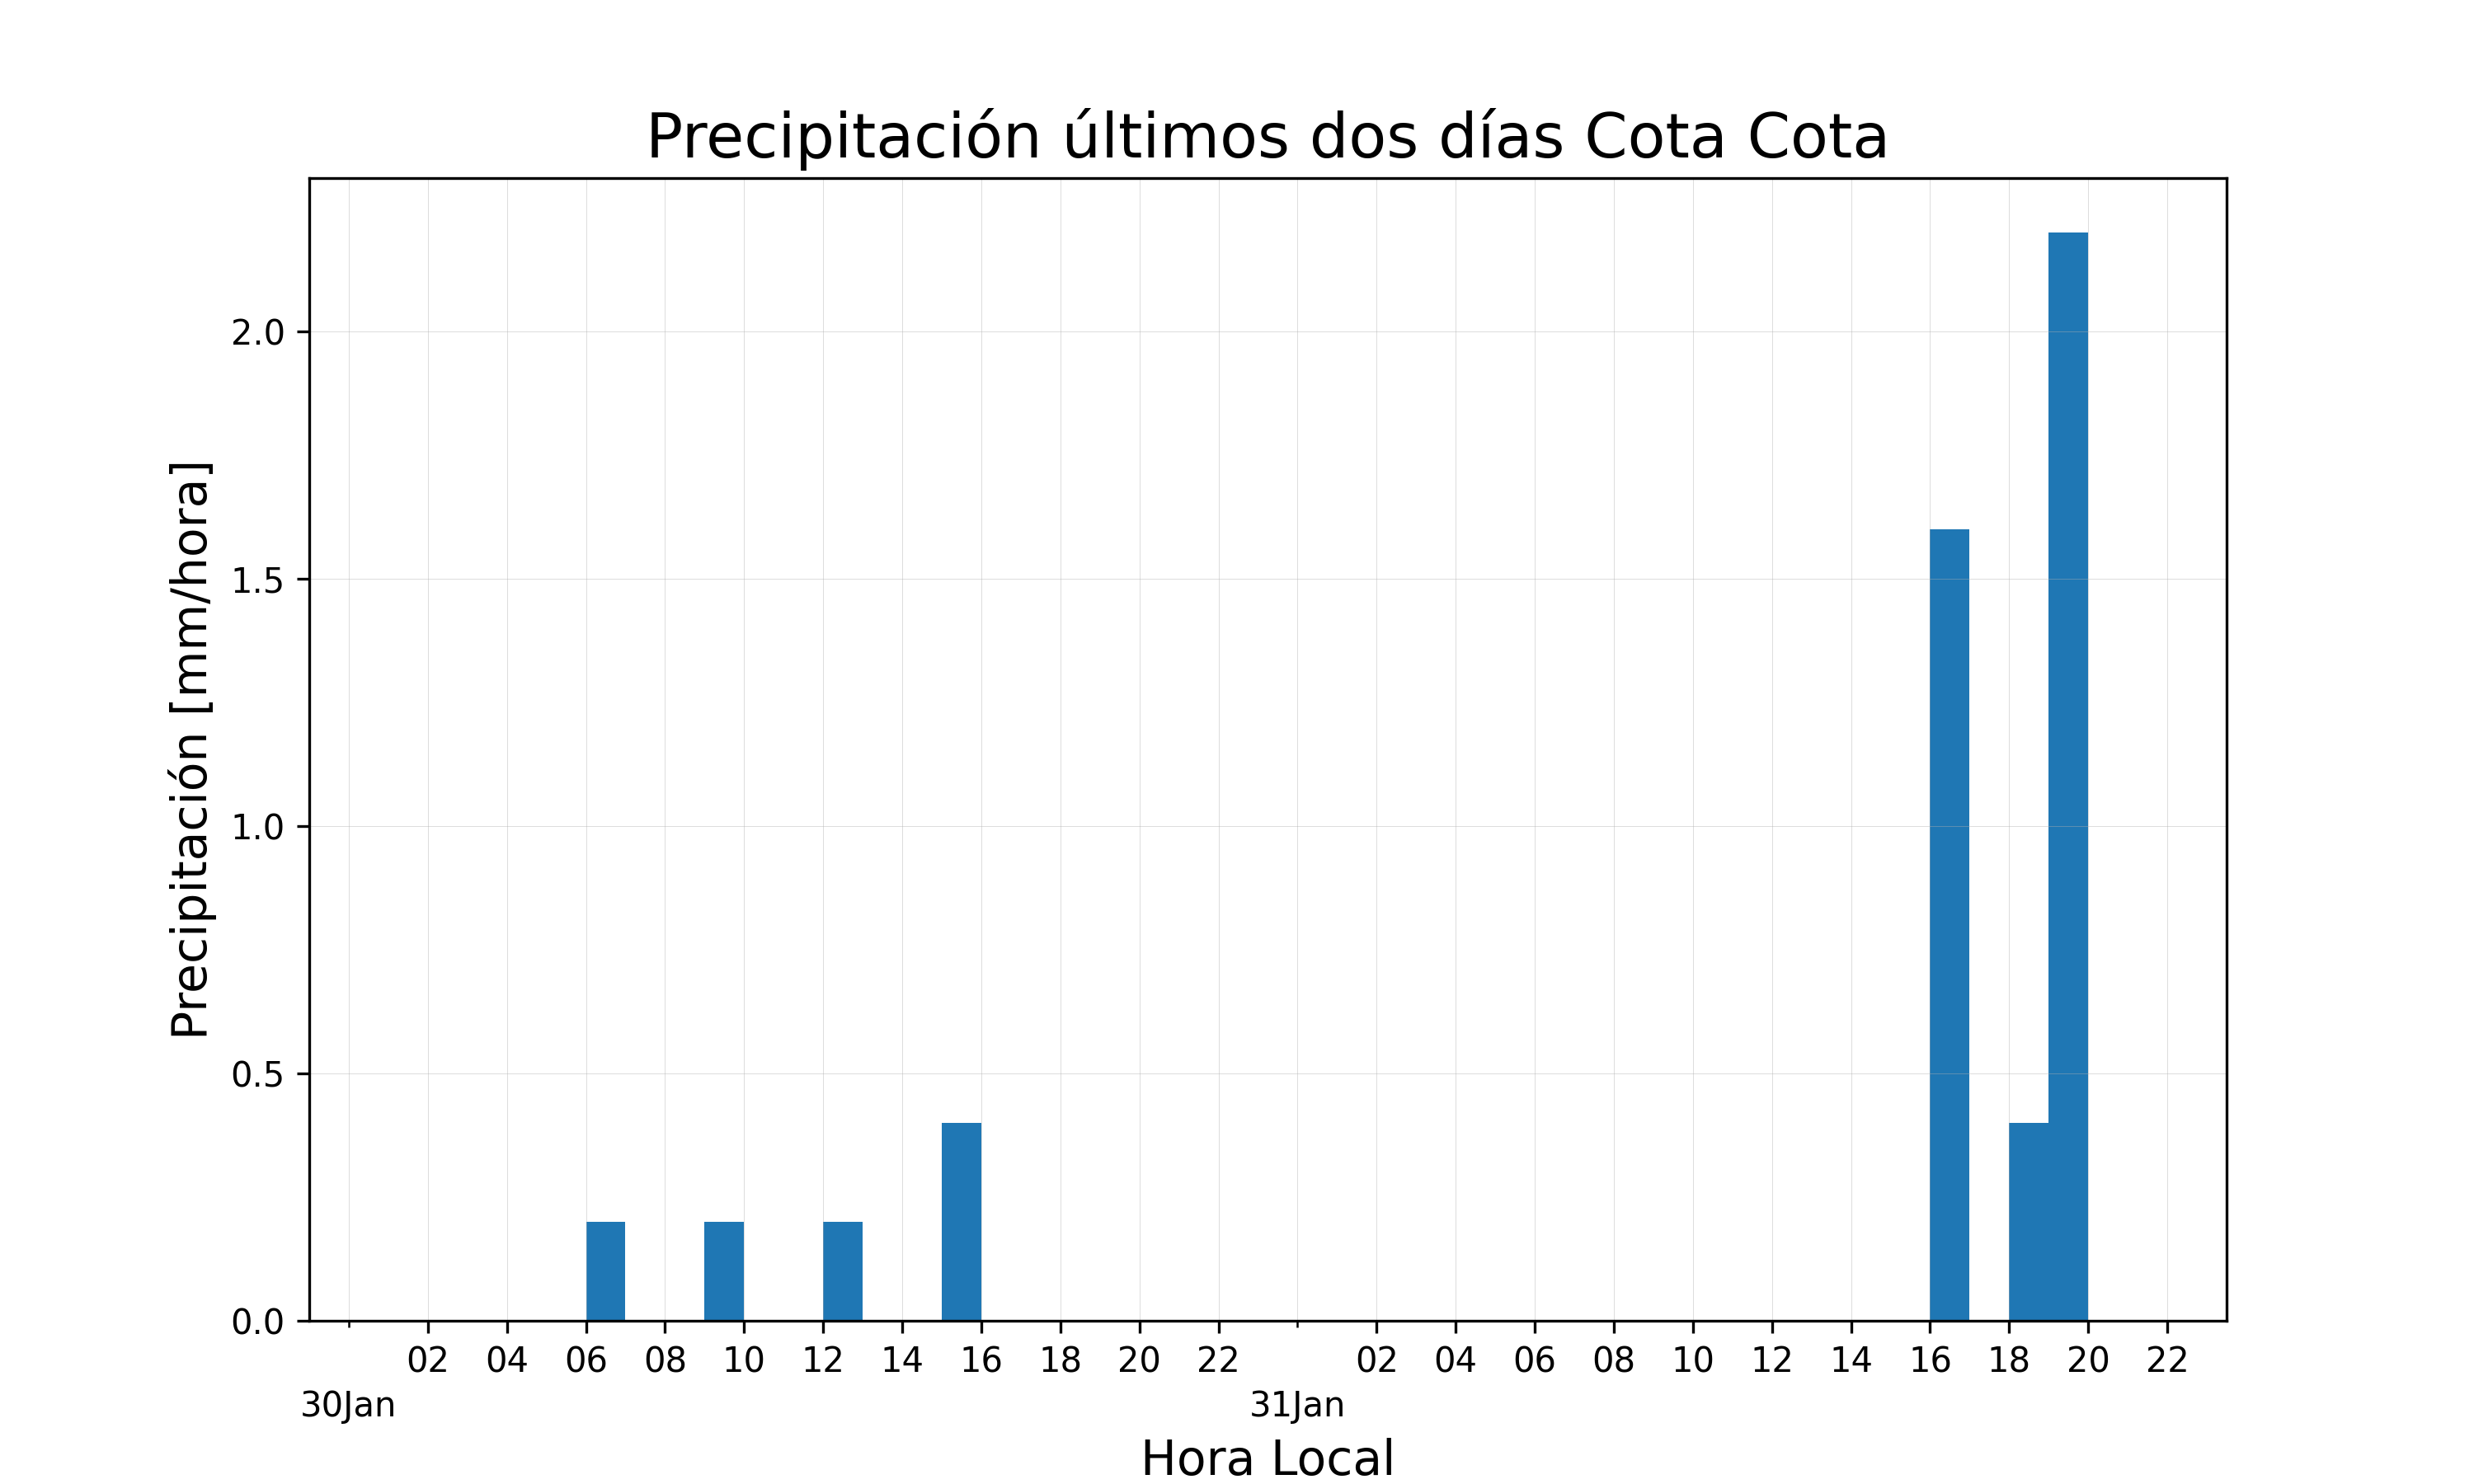 Precipitación últimos dos días Cota Cota
Precipitación [mm/hora]
2.0
1.5
1.0
0.5
0.0
02 04 06 08 10 12 14 16 18 20 22 02 04 06 08 10 12 14 16 18 20 22
30Jan 31Jan
Hora Local